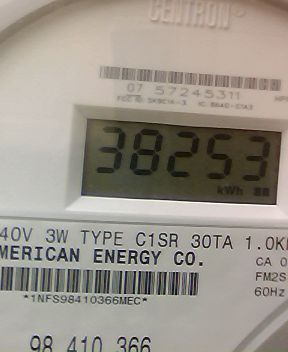 CENTRON®
07 57245311
38253
kWh
40V 3W TYPE C1SR 30TA 1.0K
MERICAN ENERGY CO.
CA 0
FM2S
60Hz
*1NFS98410366MEC*
98 410 366